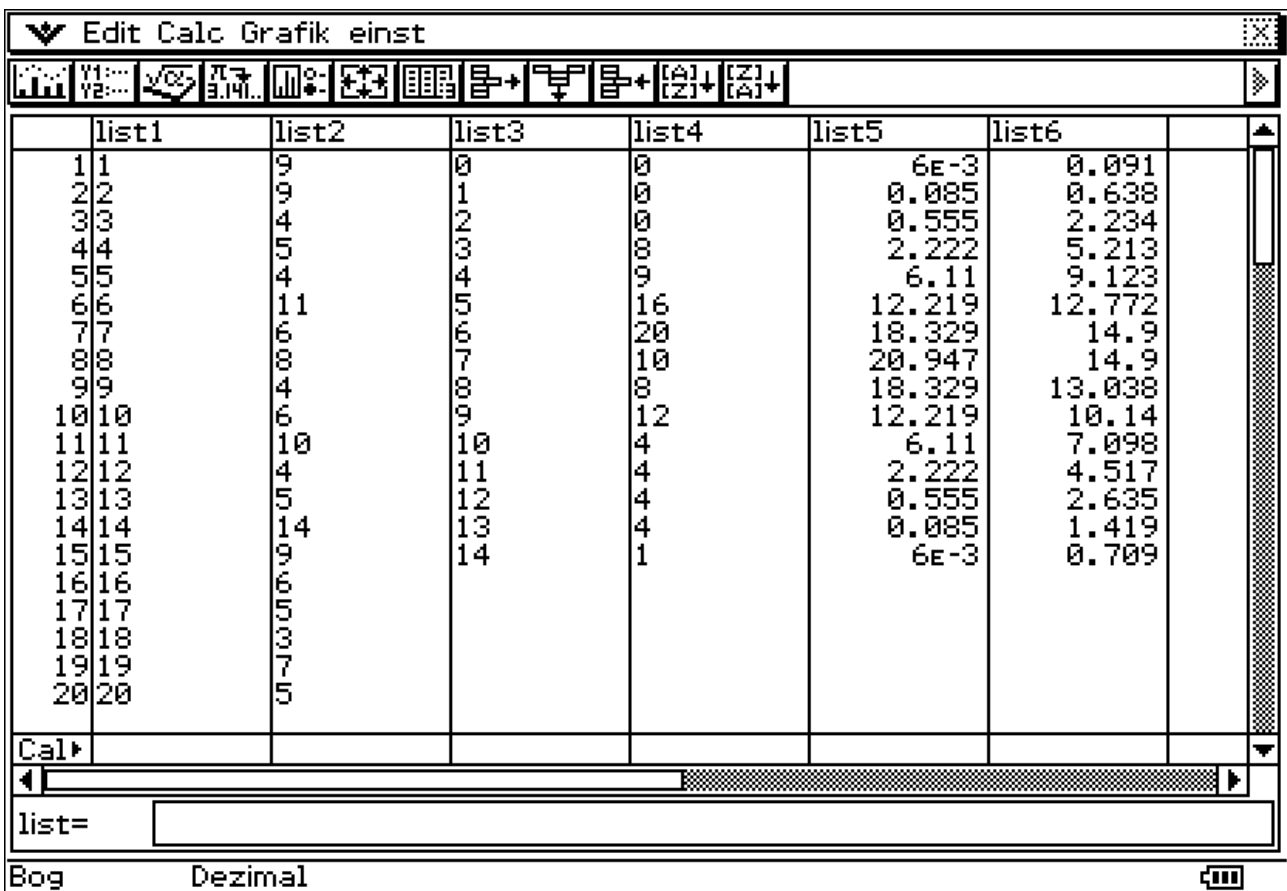 Edit Calc Grafik einst
list1 list2 list3 list4 list5 list6
1 1 9 0 0 6E-3 0.091
2 2 9 1 0 0.085 0.638
3 3 4 2 0 0.555 2.234
4 4 5 3 8 2.222 5.213
5 5 4 4 9 6.11 9.123
6 6 11 5 16 12.219 12.772
7 7 6 6 20 18.329 14.9
8 8 8 7 10 20.947 14.9
9 9 4 8 8 18.329 13.038
10 10 6 9 12 12.219 10.14
11 11 10 10 4 6.11 7.098
12 12 4 11 4 2.222 4.517
13 13 5 12 4 0.555 2.635
14 14 14 13 4 0.085 1.419
15 15 9 14 1 6E-3 0.709
16 16 6
17 17 5
18 18 3
19 19 7
20 20 5
Cal
list=
Bog Dezimal